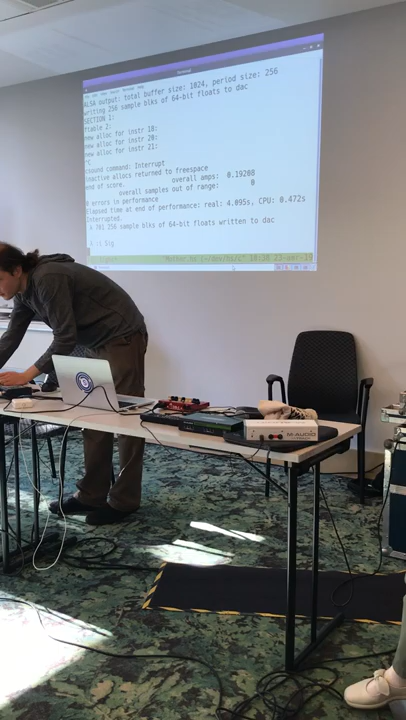 Terminal
ALSA output: total buffer size: 1024, period size: 256
writing 256 sample blks of 64-bit floats to dac
SECTION 1:
ftable 2:
new alloc for instr 18:
new alloc for instr 20:
new alloc for instr 21:
^C
csound command: Interrupt
inactive allocs returned to freespace
end of score. overall amps: 0.19208
overall samples out of range: 0
0 errors in performance
Elapsed time at end of performance: real: 4.095s, CPU: 0.472s
Interrupted.
781 256 sample blks of 64-bit floats written to dac
M-AUDIO